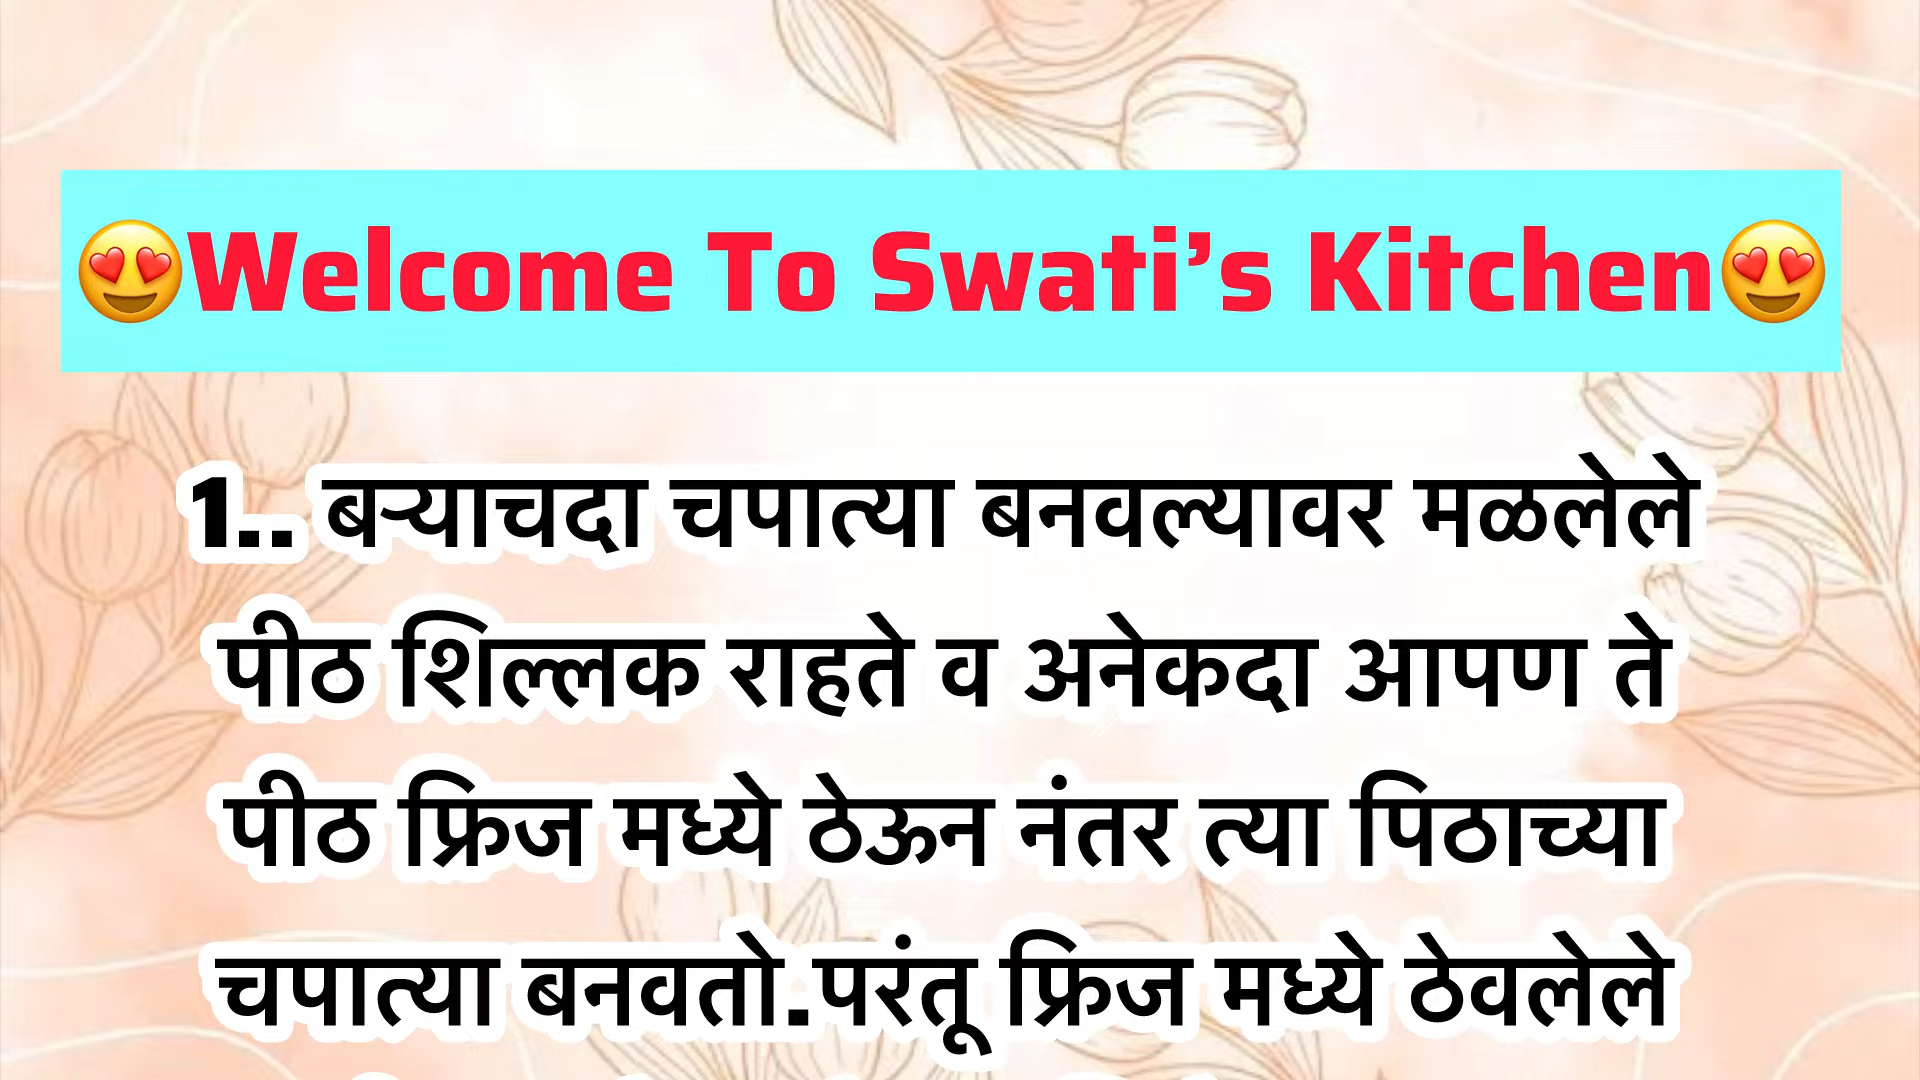 😍Welcome To Swati’s Kitchen😍
1.. बऱ्याचदा चपात्या बनवल्यावर मळलेले
पीठ शिल्लक राहते व अनेकदा आपण ते
पीठ फ्रिज मध्ये ठेऊन नंतर त्या पिठाच्या
चपात्या बनवतो.परंतू फ्रिज मध्ये ठेवलेले